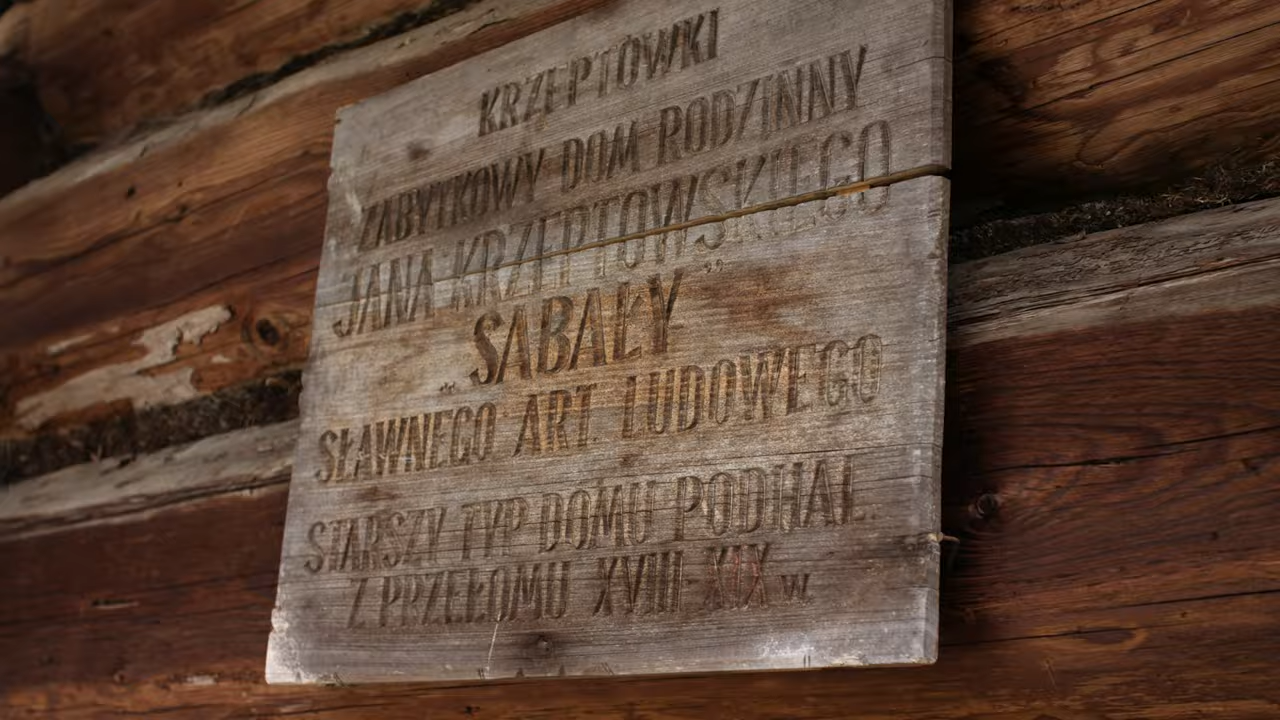 KRZEPTÓWKI
ZABYTKOWY DOM RODZINNY
JANA KRZEPTOWSKIEGO
„SABAŁY”
SŁAWNEGO ART. LUDOWEGO
STARSZY TYP DOMU PODHAL.
Z PRZEŁOMU XVIII XIX w.